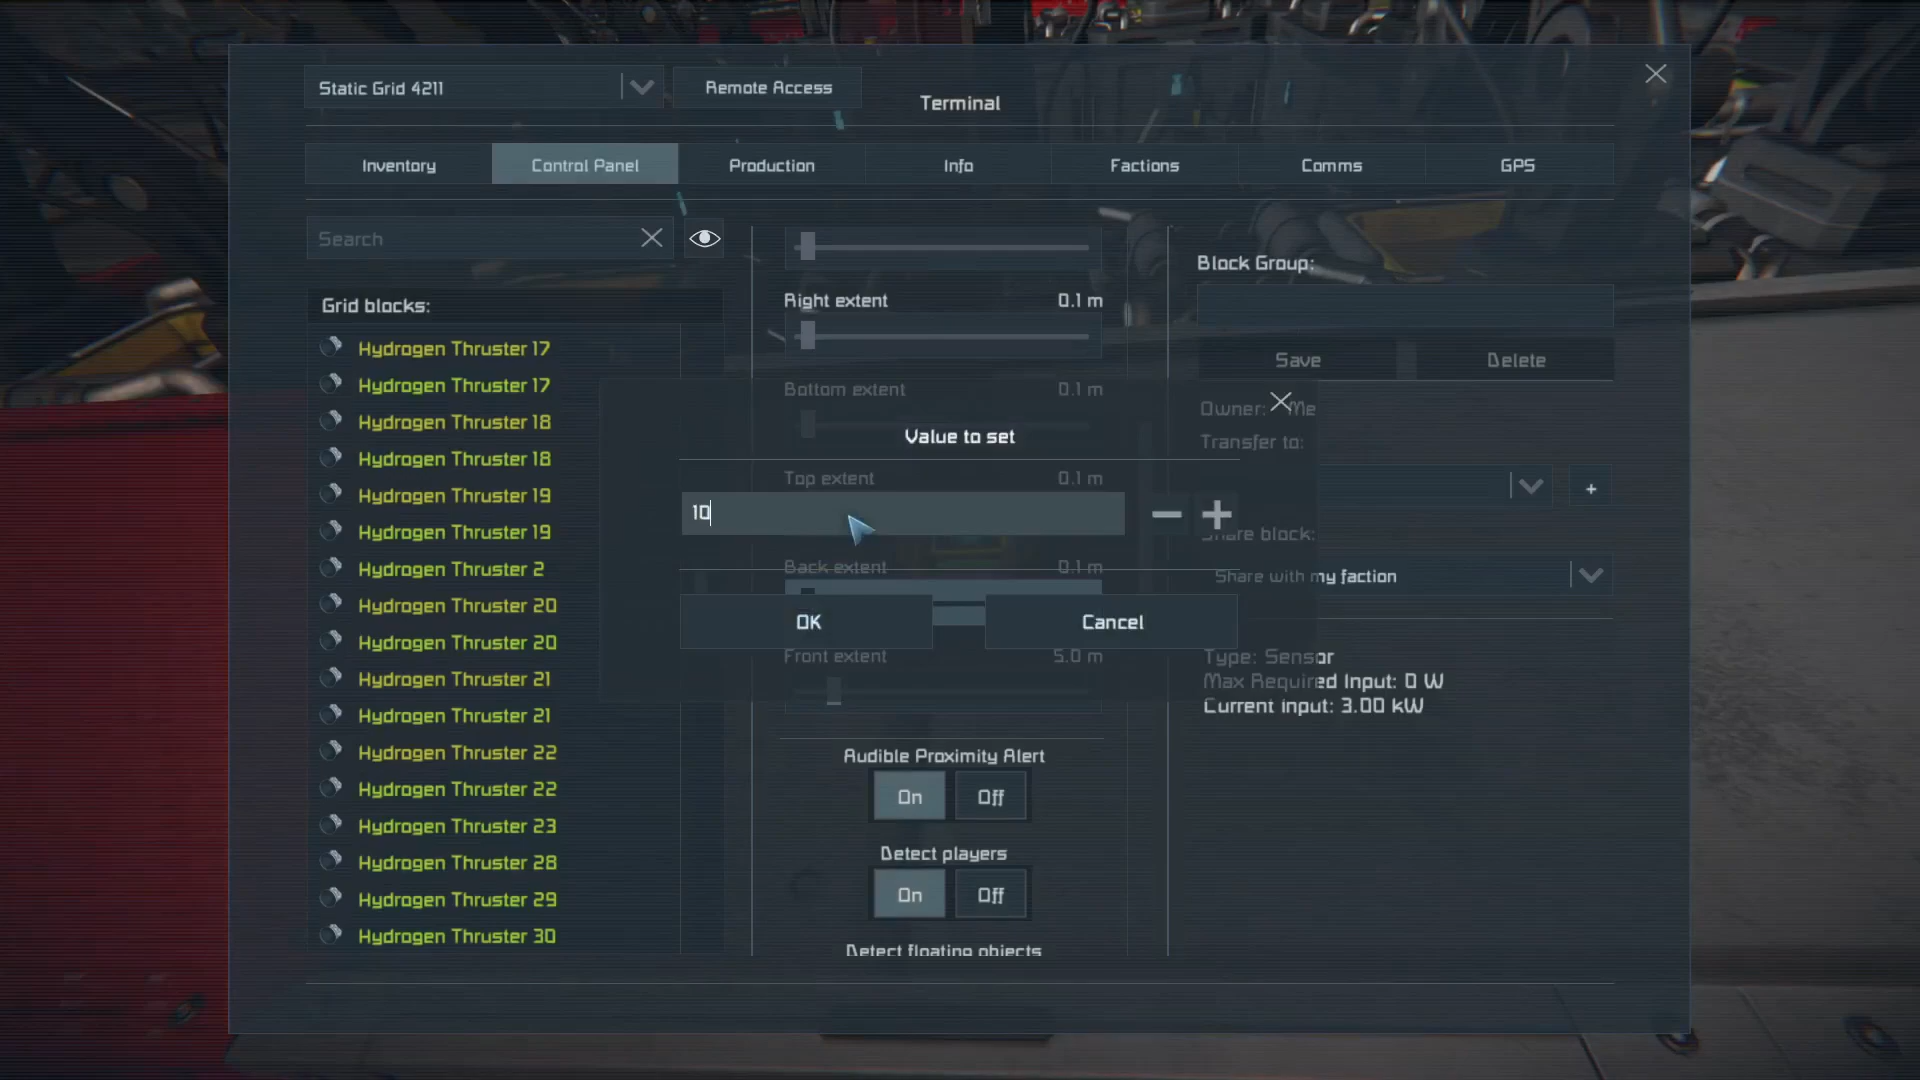 Static Grid 4211
Remote Access
Terminal
Inventory
Control Panel
Production
Info
Factions
Comms
GPS
Search
Grid blocks:
Hydrogen Thruster 17
Hydrogen Thruster 17
Hydrogen Thruster 18
Hydrogen Thruster 18
Hydrogen Thruster 19
Hydrogen Thruster 19
Hydrogen Thruster 2
Hydrogen Thruster 20
Hydrogen Thruster 20
Hydrogen Thruster 21
Hydrogen Thruster 21
Hydrogen Thruster 22
Hydrogen Thruster 22
Hydrogen Thruster 23
Hydrogen Thruster 28
Hydrogen Thruster 29
Hydrogen Thruster 30
Right extent 0.1 m
Bottom extent 0.1 m
Value to set
Top extent 0.1 m
10
Back extent 0.1 m
OK
Cancel
Front extent 5.0 m
Audible Proximity Alert
On Off
Detect players
On Off
Detect floating objects
Block Group:
Save
Delete
Owner: Me
Transfer to:
+
Share block:
Share with my faction
Type: Sensor
Max Required Input: 0 W
Current input: 3.00 kW